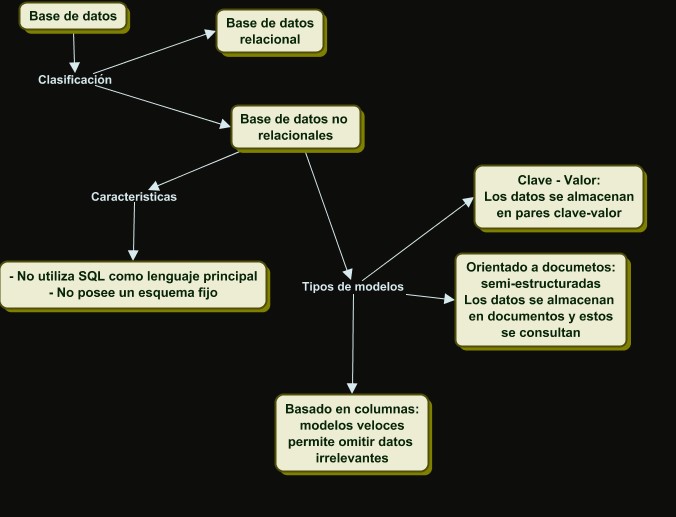 Base de datos
Base de datos
relacional
Clasificación
Base de datos no
relacionales
Caracteristicas
- No utiliza SQL como lenguaje principal
- No posee un esquema fijo
Tipos de modelos
Clave - Valor:
Los datos se almacenan
en pares clave-valor
Orientado a documetos:
semi-estructuradas
Los datos se almacenan
en documentos y estos
se consultan
Basado en columnas:
modelos veloces
permite omitir datos
irrelevantes